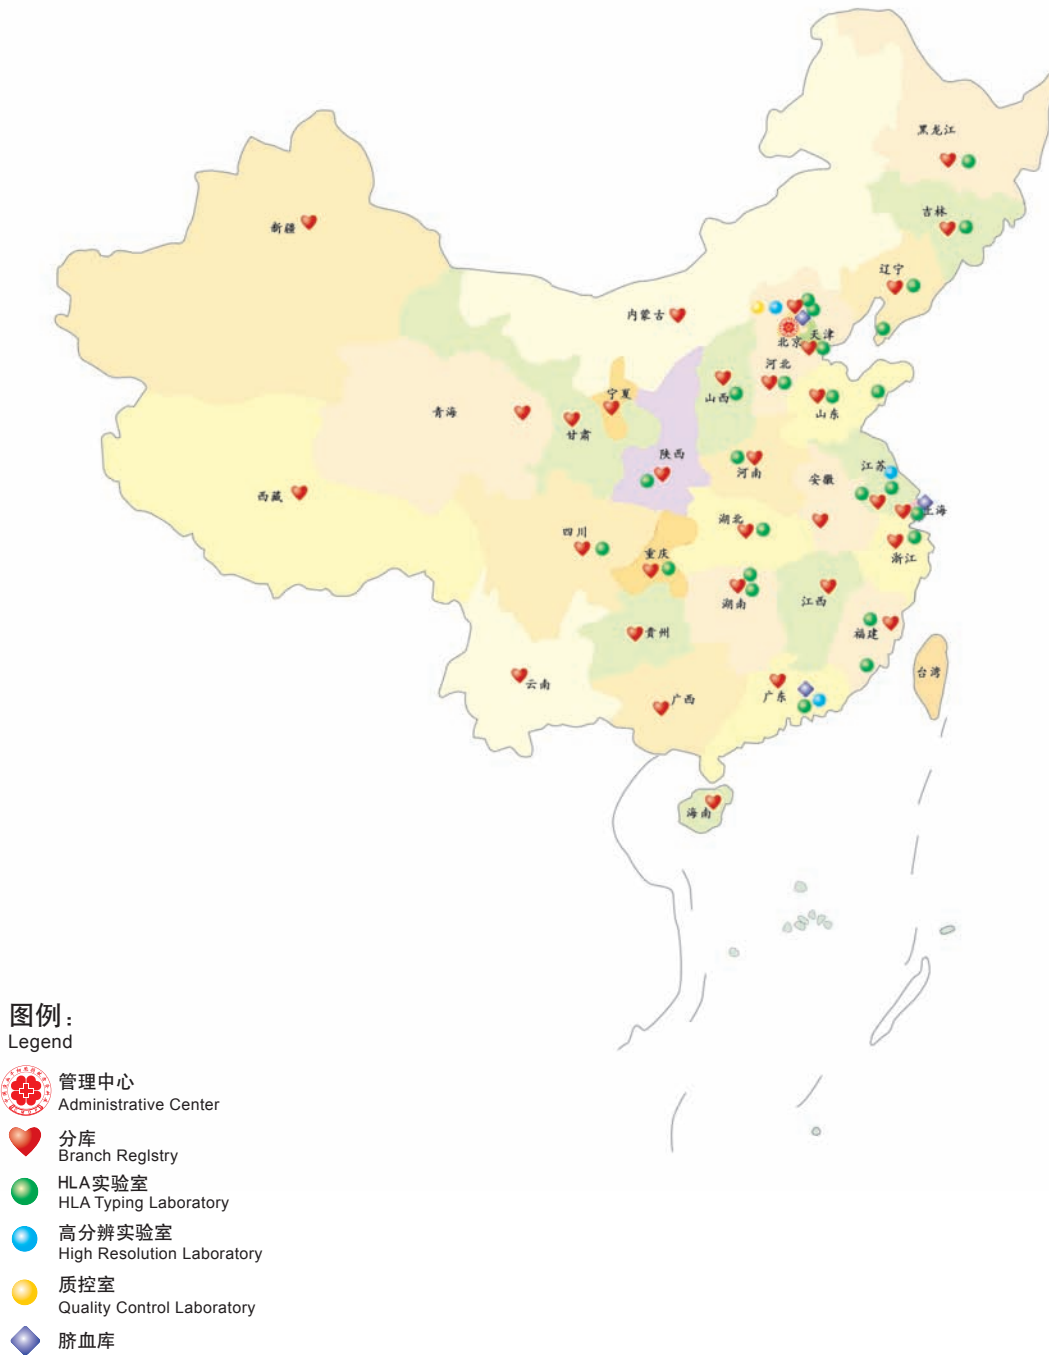 黑龙江
吉林
辽宁
新疆
内蒙古
北京
天津
河北
宁夏
山西
山东
青海
甘肃
陕西
河南
安徽
江苏
西藏
湖北
上海
四川
重庆
浙江
湖南
江西
贵州
福建
云南
广西
广东
台湾
海南
图例：
Legend
管理中心
Administrative Center
分库
Branch Reglstry
HLA实验室
HLA Typing Laboratory
高分辨实验室
High Resolution Laboratory
质控室
Quality Control Laboratory
脐血库